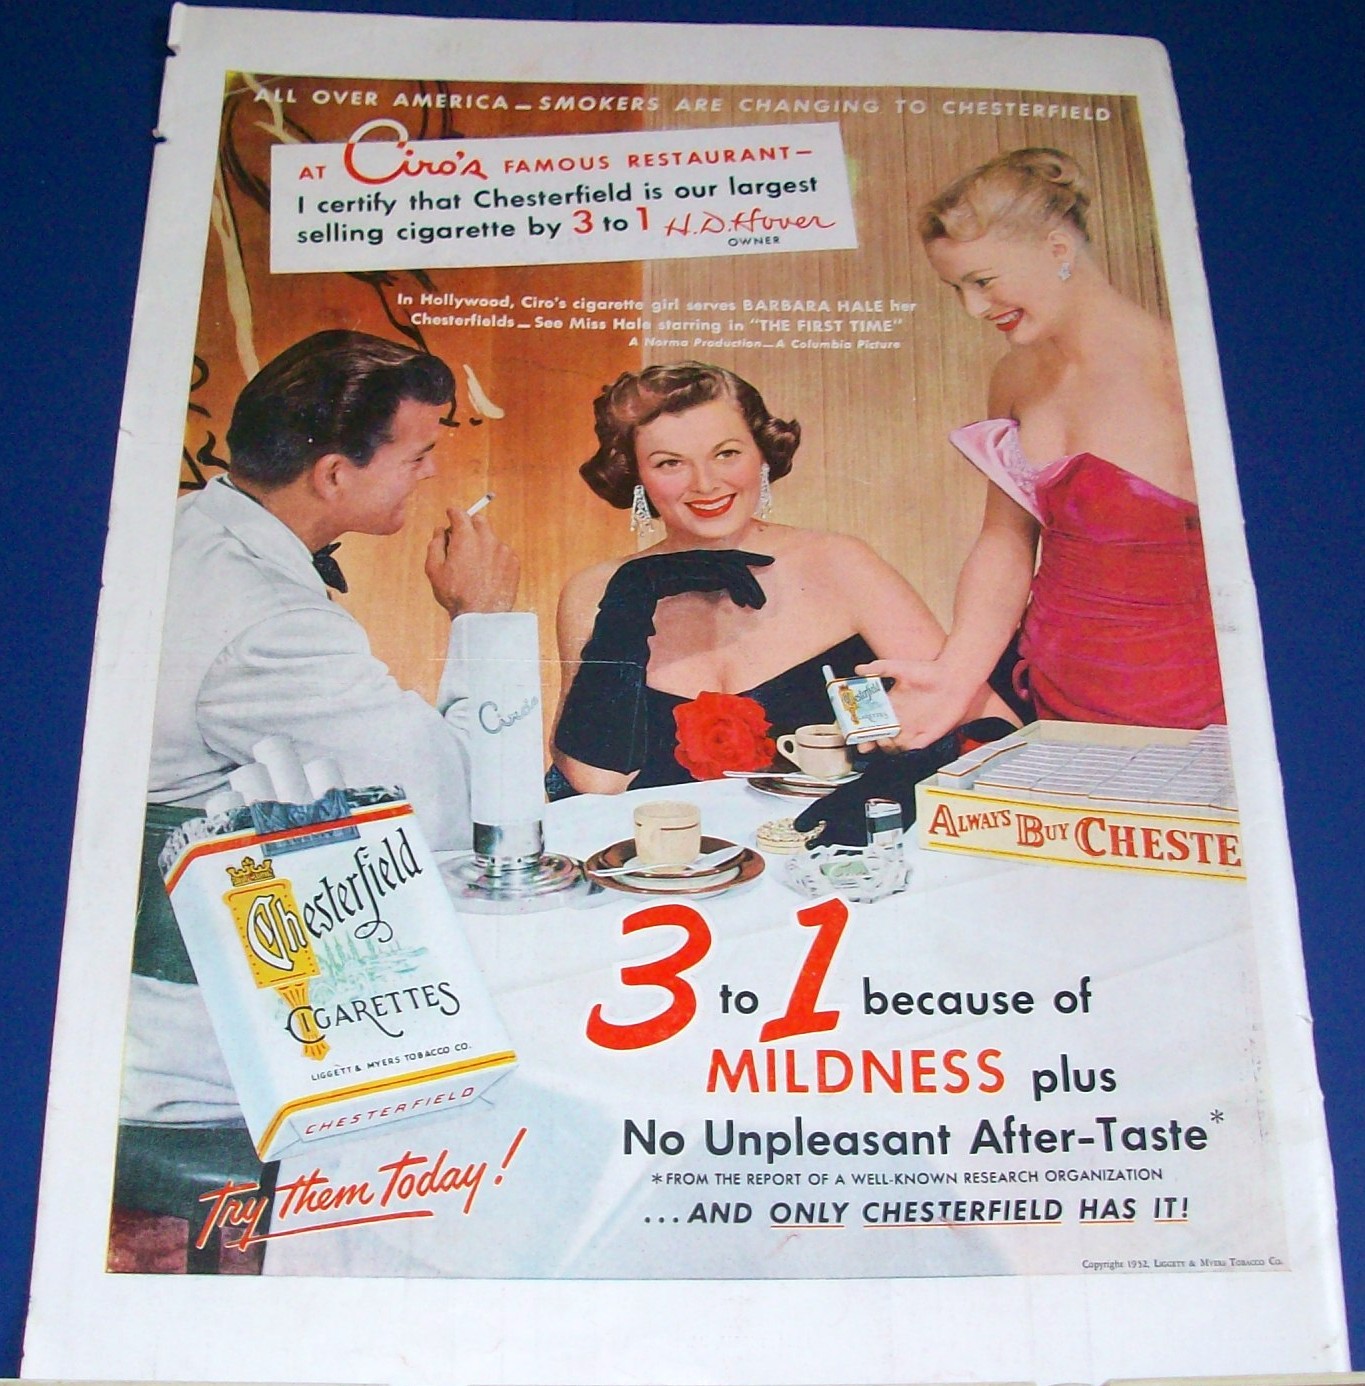 ALL OVER AMERICA — SMOKERS ARE CHANGING TO CHESTERFIELD
AT Ciro's FAMOUS RESTAURANT—
I certify that Chesterfield is our largest
selling cigarette by 3 to 1 H.D. Hover
OWNER
In Hollywood, Ciro's cigarette girl serves BARBARA HALE her
Chesterfields — See Miss Hale starring in "THE FIRST TIME"
A Norma Production—A Columbia Picture
Ciro's
Chesterfield
CIGARETTES
ALWAYS BUY CHESTE
Chesterfield
CIGARETTES
LIGGETT & MYERS TOBACCO CO.
CHESTERFIELD
3 to 1 because of
MILDNESS plus
No Unpleasant After-Taste*
*FROM THE REPORT OF A WELL-KNOWN RESEARCH ORGANIZATION
...AND ONLY CHESTERFIELD HAS IT!
Try Them Today!
Copyright 1952, LIGGETT & MYERS TOBACCO CO.